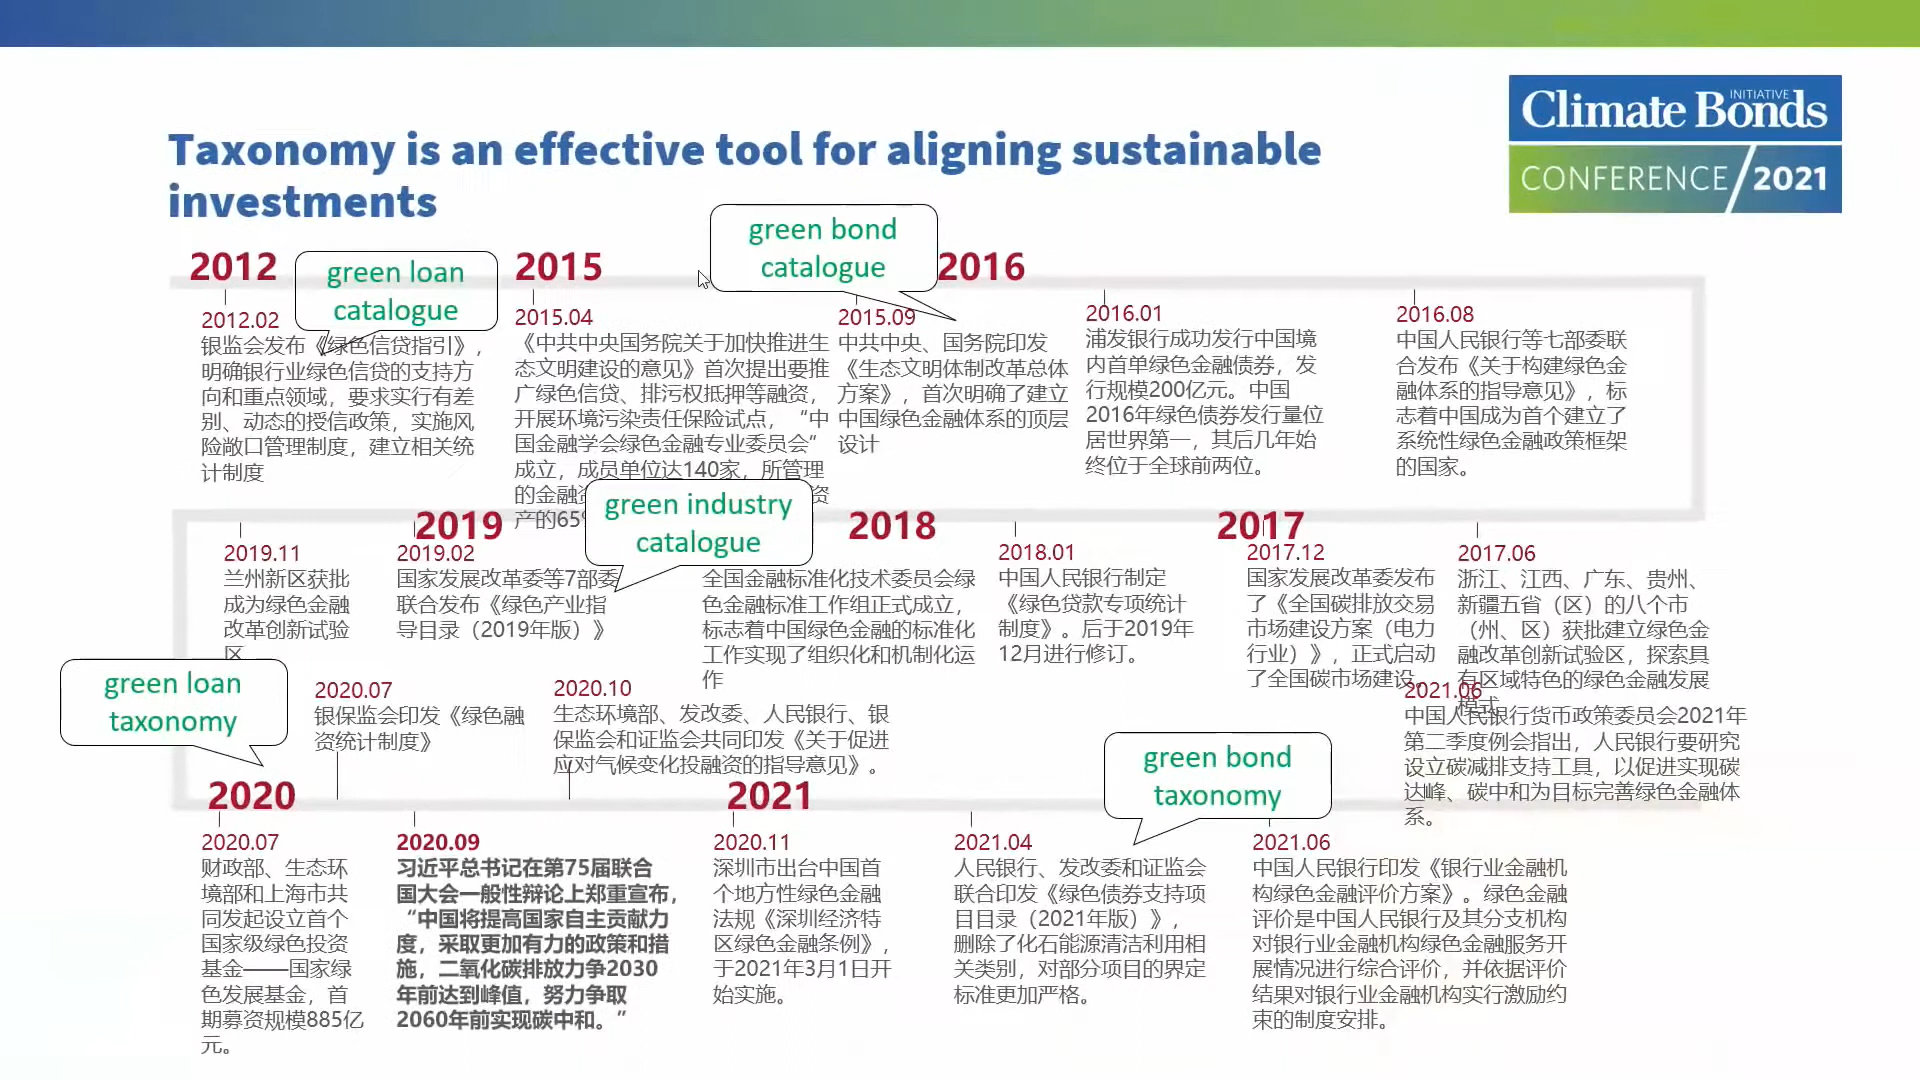 INITIATIVE
Climate Bonds
CONFERENCE/2021
Taxonomy is an effective tool for aligning sustainable
investments
2012
green loan
catalogue
2015
green bond
catalogue
2016
2012.02
银监会发布《绿色信贷指引》，
明确银行业绿色信贷的支持方
向和重点领域，要求实行有差
别、动态的授信政策，实施风
险敞口管理制度，建立相关统
计制度
2015.04
《中共中央国务院关于加快推进生
态文明建设的意见》首次提出要推
广绿色信贷、排污权抵押等融资，
开展环境污染责任保险试点，“中
国金融学会绿色金融专业委员会”
成立，成员单位达140家，所管理
的金融资
产的65
2015.09
中共中央、国务院印发
《生态文明体制改革总体
方案》，首次明确了建立
中国绿色金融体系的顶层
设计
2016.01
浦发银行成功发行中国境
内首单绿色金融债券，发
行规模200亿元。中国
2016年绿色债券发行量位
居世界第一，其后几年始
终位于全球前两位。
2016.08
中国人民银行等七部委联
合发布《关于构建绿色金
融体系的指导意见》，标
志着中国成为首个建立了
系统性绿色金融政策框架
的国家。
2019
green industry
catalogue
2018
2017
2019.11
兰州新区获批
成为绿色金融
改革创新试验
区
2019.02
国家发展改革委等7部委
联合发布《绿色产业指
导目录（2019年版）》
全国金融标准化技术委员会绿
色金融标准工作组正式成立，
标志着中国绿色金融的标准化
工作实现了组织化和机制化运
作
2018.01
中国人民银行制定
《绿色贷款专项统计
制度》。后于2019年
12月进行修订。
2017.12
国家发展改革委发布
了《全国碳排放交易
市场建设方案（电力
行业）》，正式启动
了全国碳市场建设。
2017.06
浙江、江西、广东、贵州、
新疆五省（区）的八个市
（州、区）获批建立绿色金
融改革创新试验区，探索具
有区域特色的绿色金融发展
模式
green loan
taxonomy
2020.07
银保监会印发《绿色融
资统计制度》
2020.10
生态环境部、发改委、人民银行、银
保监会和证监会共同印发《关于促进
应对气候变化投融资的指导意见》。
green bond
taxonomy
2021.06
中国人民银行货币政策委员会2021年
第二季度例会指出，人民银行要研究
设立碳减排支持工具，以促进实现碳
达峰、碳中和为目标完善绿色金融体
系。
2020
2021
2020.07
财政部、生态环
境部和上海市共
同发起设立首个
国家级绿色投资
基金——国家绿
色发展基金，首
期募资规模885亿
元。
2020.09
习近平总书记在第75届联合
国大会一般性辩论上郑重宣布，
“中国将提高国家自主贡献力
度，采取更加有力的政策和措
施，二氧化碳排放力争2030
年前达到峰值，努力争取
2060年前实现碳中和。”
2020.11
深圳市出台中国首
个地方性绿色金融
法规《深圳经济特
区绿色金融条例》，
于2021年3月1日开
始实施。
2021.04
人民银行、发改委和证监会
联合印发《绿色债券支持项
目目录（2021年版）》，
删除了化石能源清洁利用相
关类别，对部分项目的界定
标准更加严格。
2021.06
中国人民银行印发《银行业金融机
构绿色金融评价方案》。绿色金融
评价是中国人民银行及其分支机构
对银行业金融机构绿色金融服务开
展情况进行综合评价，并依据评价
结果对银行业金融机构实行激励约
束的制度安排。